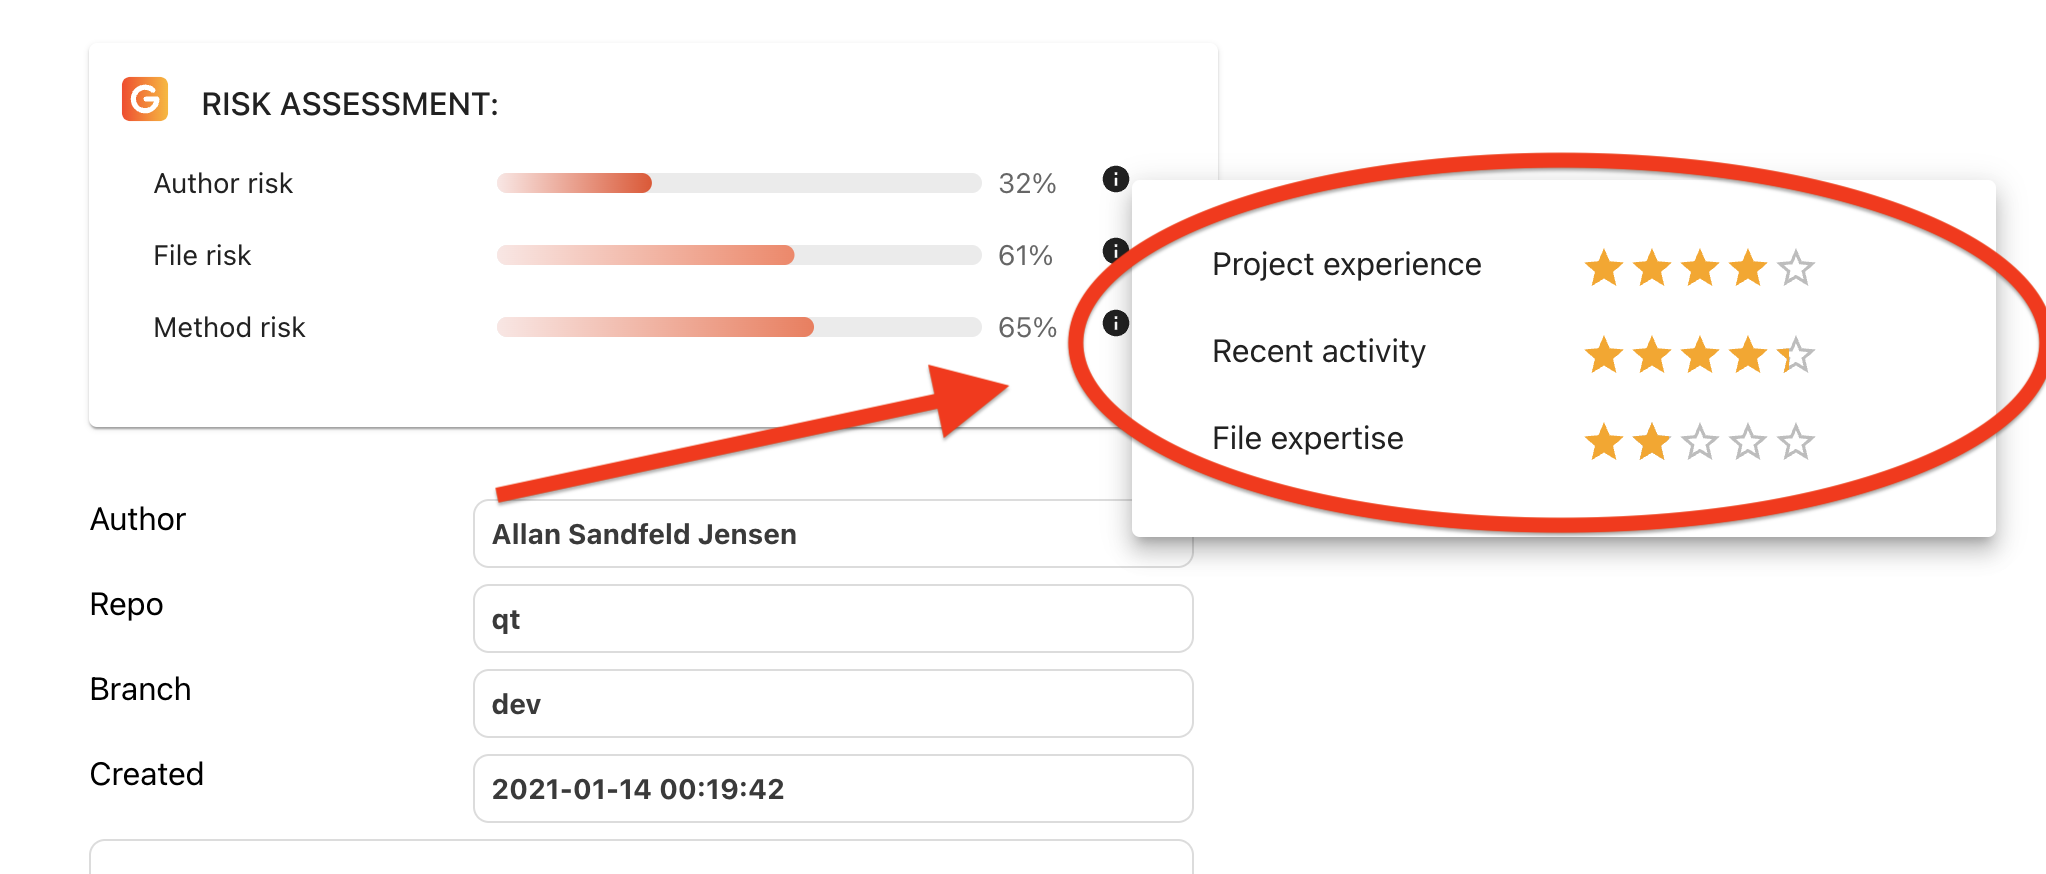 G RISK ASSESSMENT:
Author risk 32%
File risk 61%
Method risk 65%
Project experience
Recent activity
File expertise
Author Allan Sandfeld Jensen
Repo qt
Branch dev
Created 2021-01-14 00:19:42